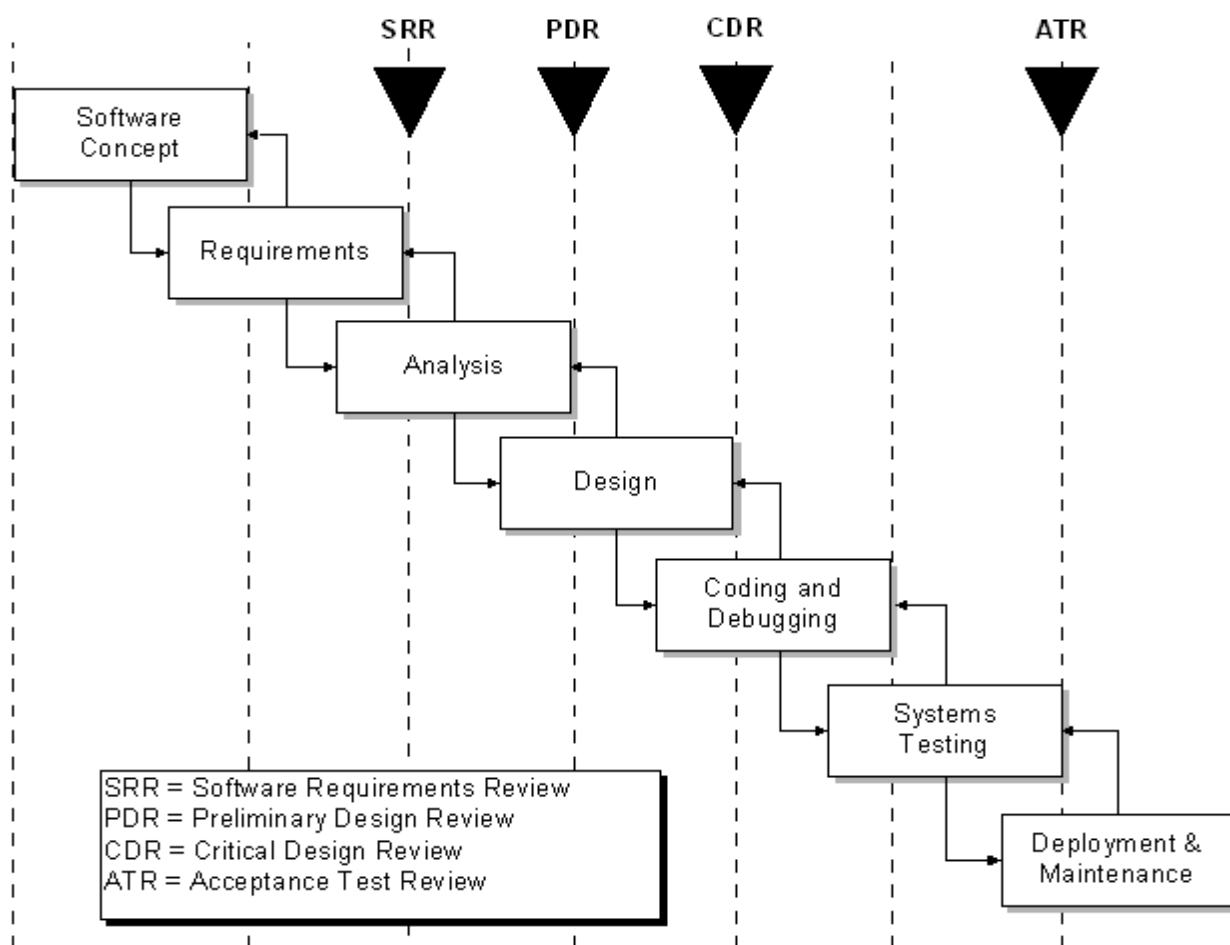 SRR
PDR
CDR
ATR
Software
Concept
Requirements
Analysis
Design
Coding and
Debugging
Systems
Testing
Deployment &
Maintenance
SRR = Software Requirements Review
PDR = Preliminary Design Review
CDR = Critical Design Review
ATR = Acceptance Test Review